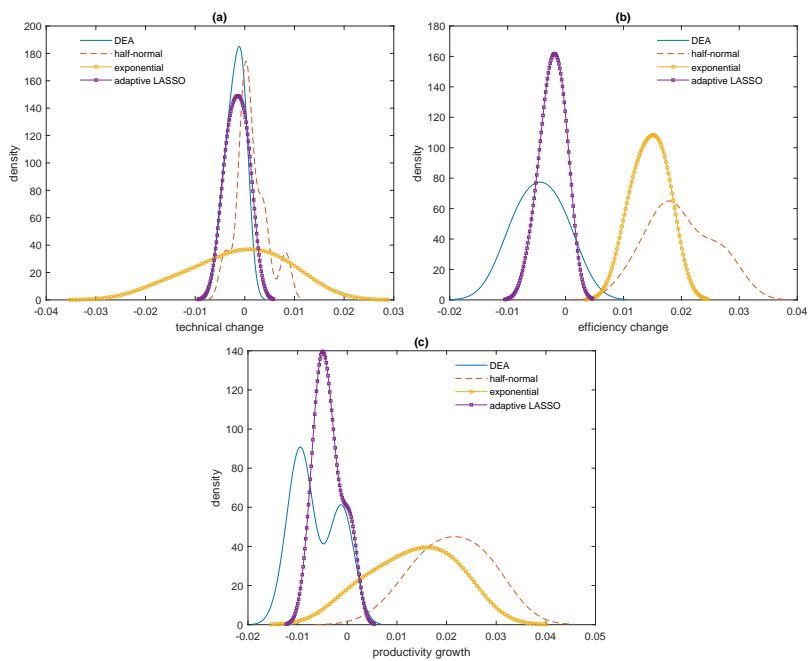 (a)
200
180
160
140
120
100
80
60
40
20
0
density
DEA
half-normal
exponential
adaptive LASSO
-0.04 -0.03 -0.02 -0.01 0 0.01 0.02 0.03
technical change
(b)
180
160
140
120
100
80
60
40
20
0
density
DEA
half-normal
exponential
adaptive LASSO
-0.02 -0.01 0 0.01 0.02 0.03 0.04
efficiency change
(c)
140
120
100
80
60
40
20
0
density
DEA
half-normal
exponential
adaptive LASSO
-0.02 -0.01 0 0.01 0.02 0.03 0.04 0.05
productivity growth